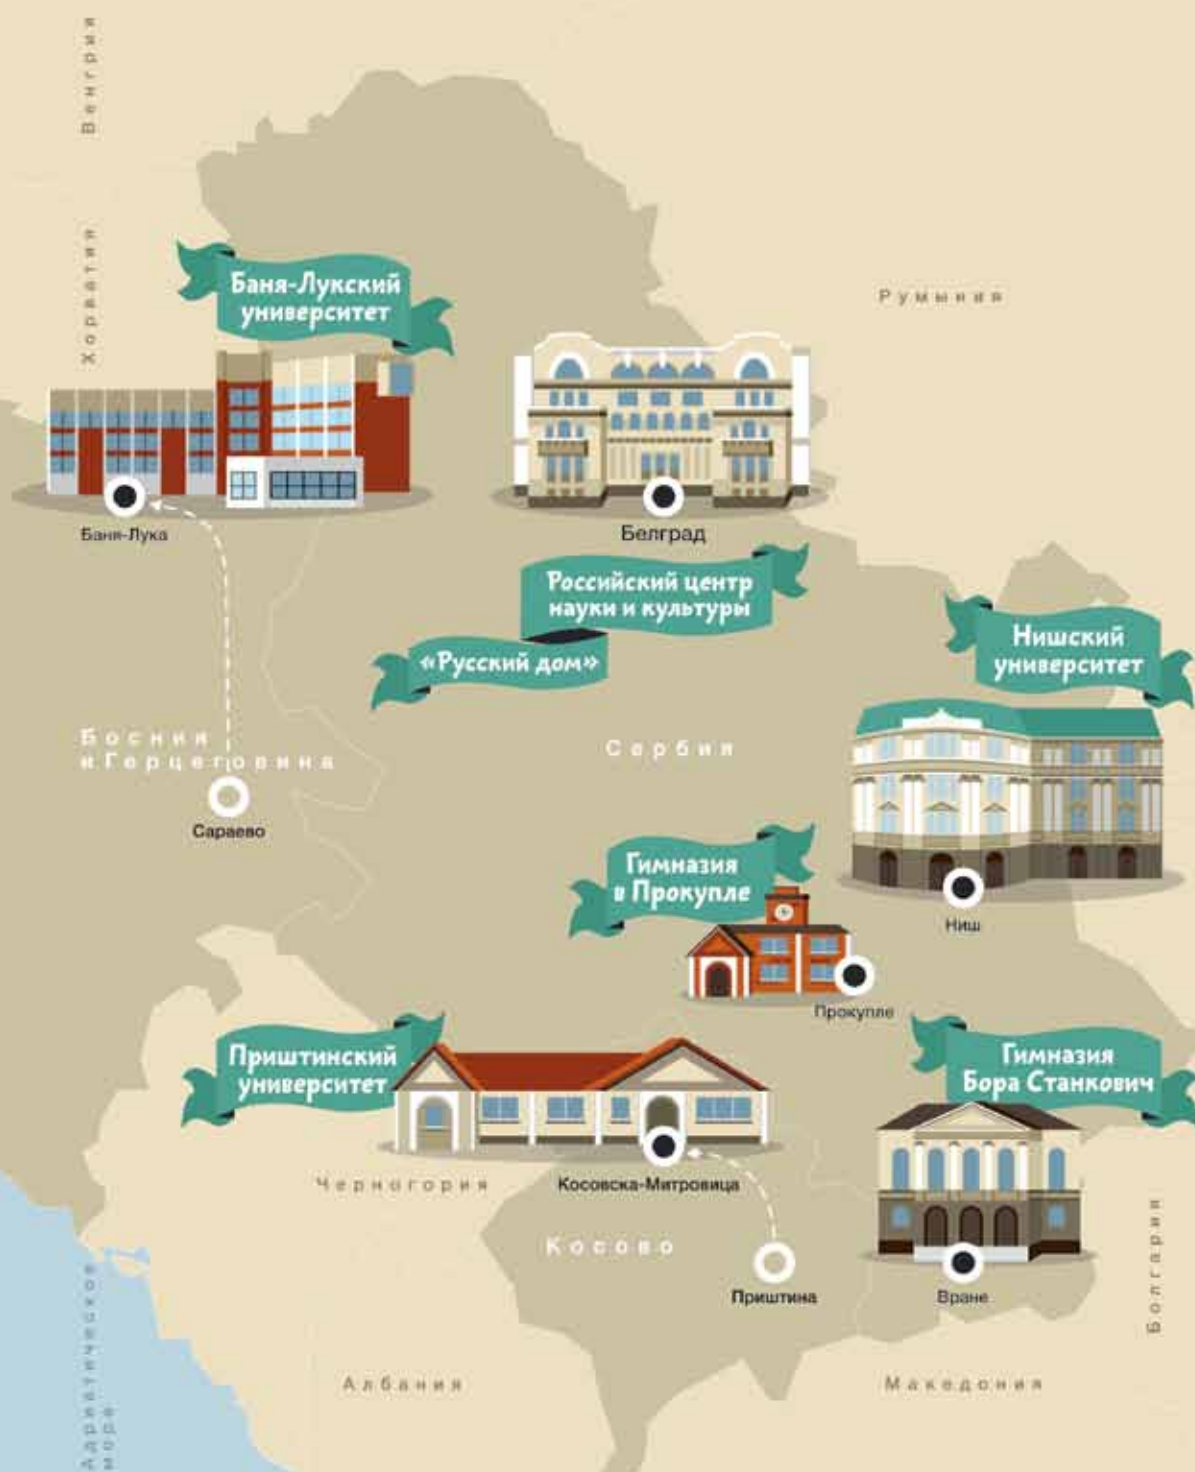 Венгрия
Хорватия
Румыния
Баня-Лукский
университет
Баня-Лука
Белград
Российский центр
науки и культуры
«Русский дом»
Нишский
университет
Босния
и Герцеговина
Сербия
Сараево
Гимназия
в Прокупле
Ниш
Прокупле
Приштинский
университет
Гимназия
Бора Станкович
Черногория
Косовска-Митровица
Косово
Приштина
Вране
Болгария
Адриатическое
море
Албания
Македония